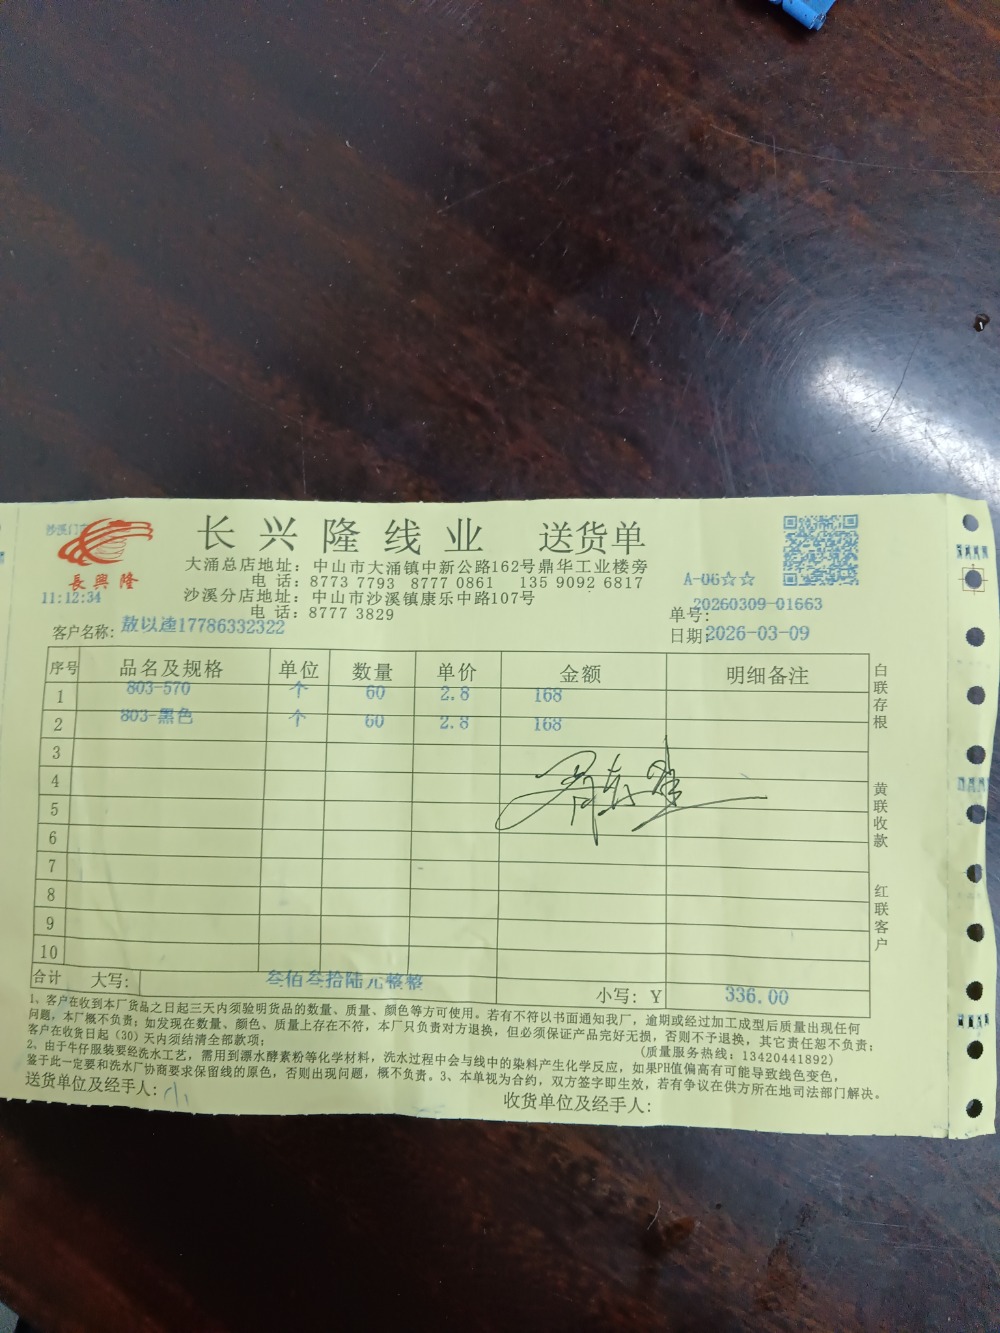 沙溪门
長興隆
长兴隆线业 送货单
大涌总店地址：中山市大涌镇中新公路162号鼎华工业楼旁
电 话：8773 7793 8777 0861 135 9092 6817
沙溪分店地址：中山市沙溪镇康乐中路107号
电 话：8777 3829
11:12:34
A-06☆☆
单号：20260309-01663
客户名称：敖以逵17786332322
日期：2026-03-09
序号 品名及规格 单位 数量 单价 金额 明细备注
1 803-570 个 60 2.8 168
2 803-黑色 个 60 2.8 168
3
4
5
6
7
8
9
10
合计 大写：叁佰叁拾陆元整整 小写：Y 336.00
白联存根
黄联收款
红联客户
1、客户在收到本厂货品之日起三天内须验明货品的数量、质量、颜色等方可使用。若有不符以书面通知我厂，逾期或经过加工成型后质量出现任何
问题，本厂概不负责；如发现在数量、颜色、质量上存在不符，本厂只负责对方退换，但必须保证产品完好无损，否则不予退换，其它责任恕不负责；
客户在收货日起（30）天内须结清全部款项； （质量服务热线：13420441892）
2、由于牛仔服装要经洗水工艺，需用到漂水酵素粉等化学材料，洗水过程中会与线中的染料产生化学反应，如果PH值偏高有可能导致线色变色，
鉴于此一定要和洗水厂协商要求保留线的原色，否则出现问题，概不负责。3、本单视为合约，双方签字即生效，若有争议在供方所在地司法部门解决。
送货单位及经手人：小
收货单位及经手人：